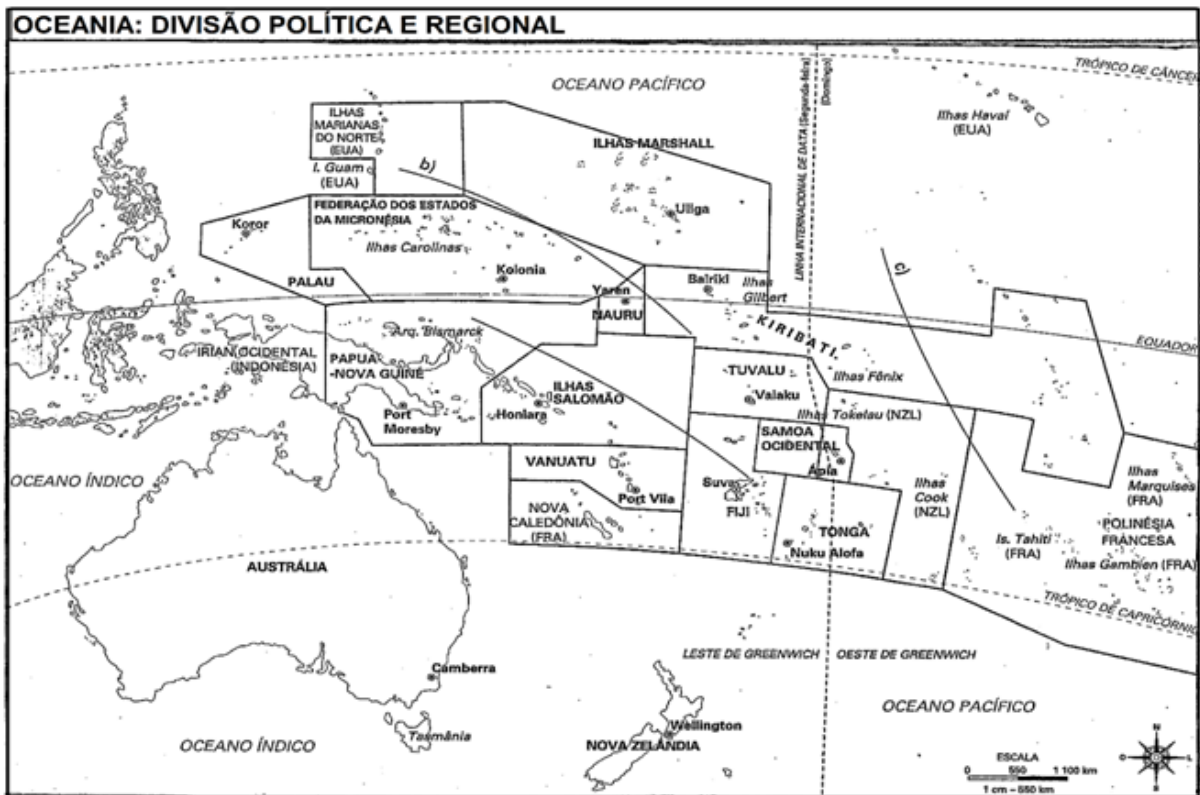 OCEANIA: DIVISÃO POLÍTICA E REGIONAL
TRÓPICO DE CÂNCER
OCEANO PACÍFICO
LINHA INTERNACIONAL DE DATA (Segunda-feira)
(Domingo)
Ilhas Havaí
(EUA)
ILHAS
MARIANAS
DO NORTE
(EUA)
I. Guam
(EUA)
b)
ILHAS MARSHALL
Uliga
FEDERAÇÃO DOS ESTADOS
DA MICRONÉSIA
Ilhas Carolinas
Koror
Kolonia
PALAU
Yaren
NAURU
Bairiki
Ilhas
Gilbert
KIRIBATI
c)
EQUADOR
Arq. Bismarck
IRIAN OCIDENTAL
(INDONÉSIA)
PAPUA
-NOVA GUINÉ
Port
Moresby
ILHAS
SALOMÃO
Honiara
TUVALU
Vaiaku
Ilhas Fênix
Ilhas Tokelau (NZL)
SAMOA
OCIDENTAL
Ápia
VANUATU
Port Vila
NOVA
CALEDÔNIA
(FRA)
Suva
FIJI
TONGA
Nuku Alofa
Ilhas
Cook
(NZL)
Ilhas
Marquises
(FRA)
POLINÉSIA
FRANCESA
Is. Tahiti
(FRA)
Ilhas Gambien (FRA)
OCEANO ÍNDICO
AUSTRÁLIA
TRÓPICO DE CAPRICÓRNIO
Camberra
LESTE DE GREENWICH
OESTE DE GREENWICH
Tasmânia
OCEANO ÍNDICO
Wellington
NOVA ZELÂNDIA
OCEANO PACÍFICO
ESCALA
0 550 1 100 km
1 cm – 550 km
N
O
L
S